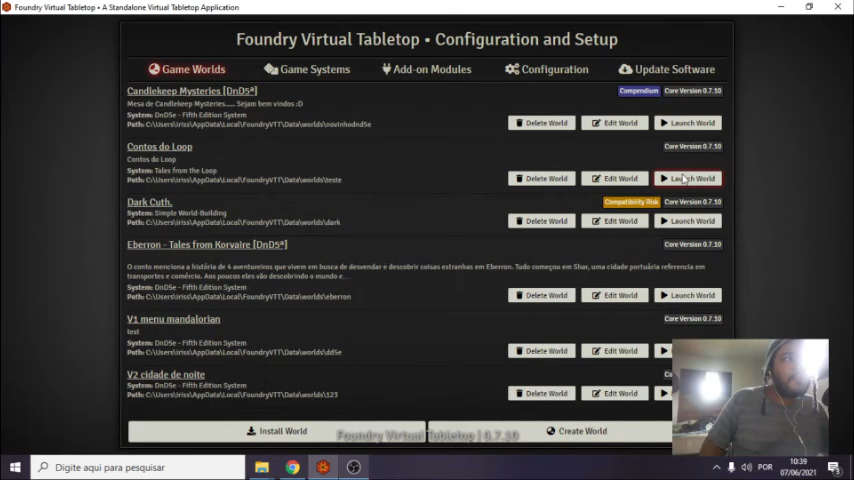 Foundry Virtual Tabletop • A Standalone Virtual Tabletop Application
Foundry Virtual Tabletop • Configuration and Setup
Game Worlds
Game Systems
Add-on Modules
Configuration
Update Software
Candlekeep Mysteries [DnD5ª]
Compendium
Core Version 0.7.10
Mesa de Candlekeep Mysteries..... Sejam bem vindos :D
System: DnD5e - Fifth Edition System
Path: C:\Users\iriss\AppData\Local\FoundryVTT\Data\worlds\novinhodnd5e
Delete World
Edit World
Launch World
Contos do Loop
Core Version 0.7.10
Contos do Loop
System: Tales from the Loop
Path: C:\Users\iriss\AppData\Local\FoundryVTT\Data\worlds\teste
Delete World
Edit World
Launch World
Dark Cuth.
Compatibility Risk
Core Version 0.7.10
System: Simple World-Building
Path: C:\Users\iriss\AppData\Local\FoundryVTT\Data\worlds\dark
Delete World
Edit World
Launch World
Eberron - Tales from Korvaire [DnD5ª]
Core Version 0.7.10
O conto menciona a história de 4 aventureiros que vivem em busca de desvendar e descobrir coisas estranhas em Eberron. Tudo começou em Shar, uma cidade portuária referencia em
transportes e comércio. Aos poucos eles vão descobrindo o mundo e...
System: DnD5e - Fifth Edition System
Path: C:\Users\iriss\AppData\Local\FoundryVTT\Data\worlds\eberron
Delete World
Edit World
Launch World
V1 menu mandalorian
Core Version 0.7.10
test
System: DnD5e - Fifth Edition System
Path: C:\Users\iriss\AppData\Local\FoundryVTT\Data\worlds\dd5e
Delete World
Edit World
V2 cidade de noite
System: DnD5e - Fifth Edition System
Path: C:\Users\iriss\AppData\Local\FoundryVTT\Data\worlds\123
Delete World
Edit World
Install World
Create World
Foundry Virtual Tabletop | 0.7.10
Digite aqui para pesquisar
POR
10:39
07/06/2021